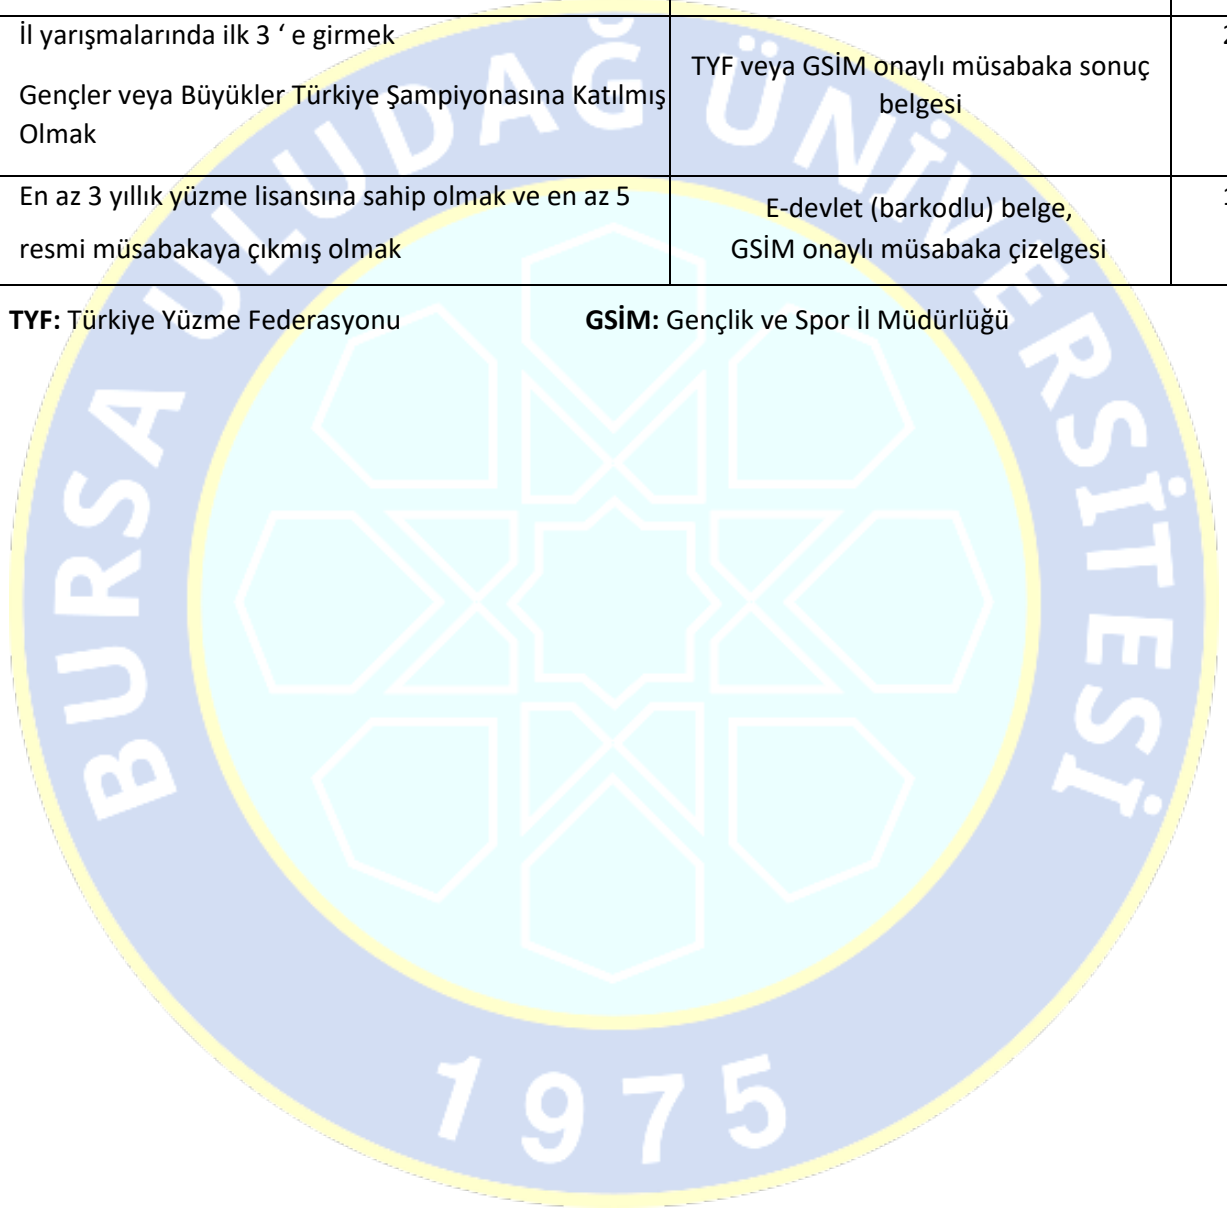 İl yarışmalarında ilk 3 ‘ e girmek
Gençler veya Büyükler Türkiye Şampiyonasına Katılmış
Olmak
TYF veya GSİM onaylı müsabaka sonuç
belgesi
En az 3 yıllık yüzme lisansına sahip olmak ve en az 5
resmi müsabakaya çıkmış olmak
E-devlet (barkodlu) belge,
GSİM onaylı müsabaka çizelgesi
TYF: Türkiye Yüzme Federasyonu GSİM: Gençlik ve Spor İl Müdürlüğü
BURSA ULUDAĞ ÜNİVERSİTESİ
1975